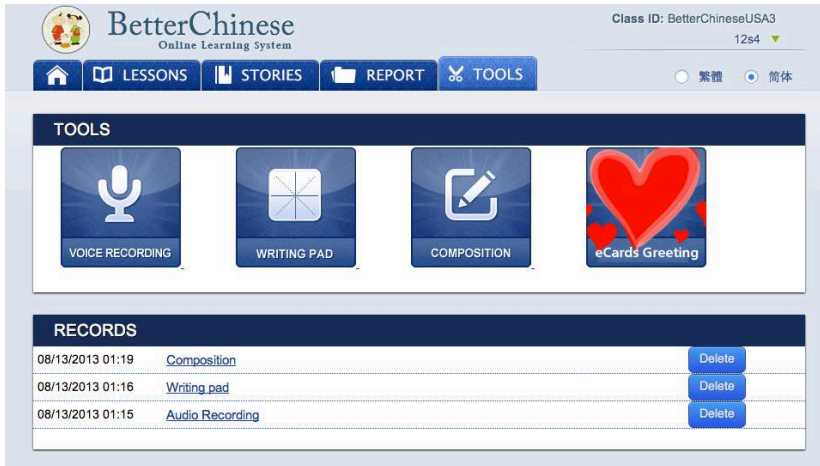 BetterChinese
Online Learning System
Class ID: BetterChineseUSA3
12s4
LESSONS
STORIES
REPORT
TOOLS
繁體
简体
TOOLS
VOICE RECORDING
WRITING PAD
COMPOSITION
eCards Greeting
RECORDS
08/13/2013 01:19 Composition Delete
08/13/2013 01:16 Writing pad Delete
08/13/2013 01:15 Audio Recording Delete